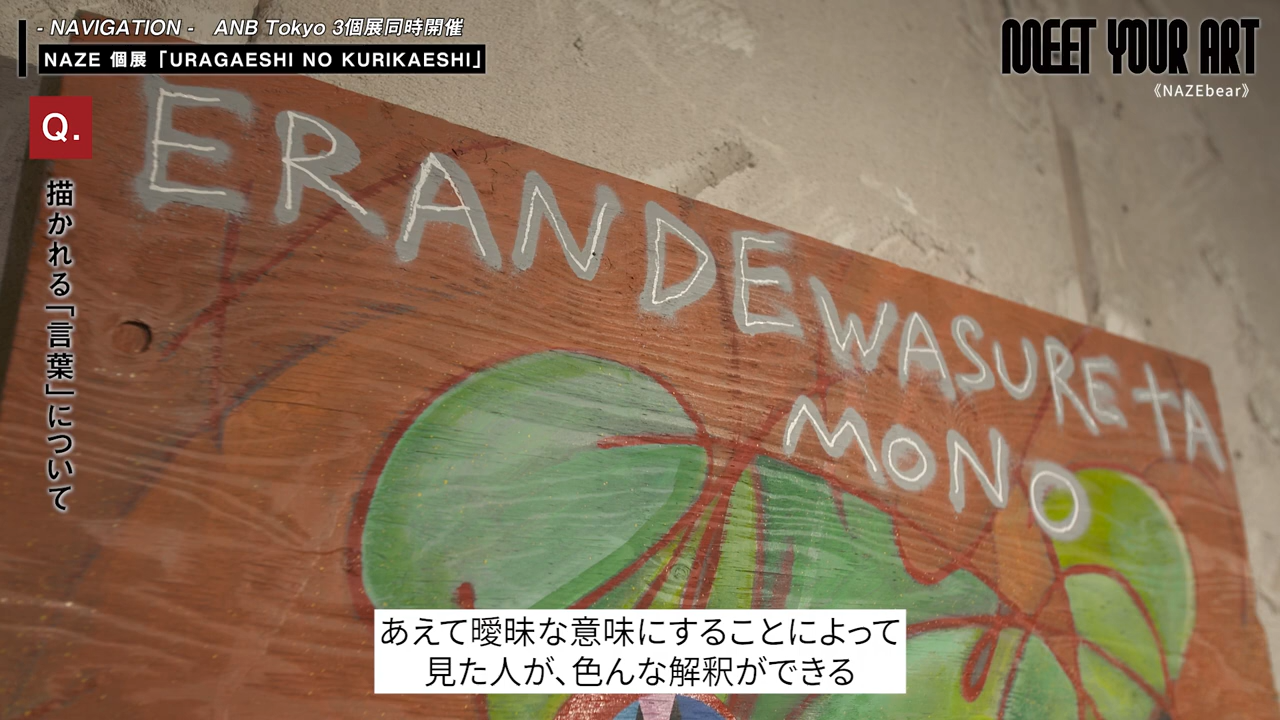 - NAVIGATION - ANB Tokyo 3個展同時開催
NAZE 個展「URAGAESHI NO KURIKAESHI」
MEET YOUR ART
《NAZEbear》
Q.
描かれる「言葉」について
ERANDEWASURETA
MONO
あえて曖昧な意味にすることによって
見た人が、色んな解釈ができる